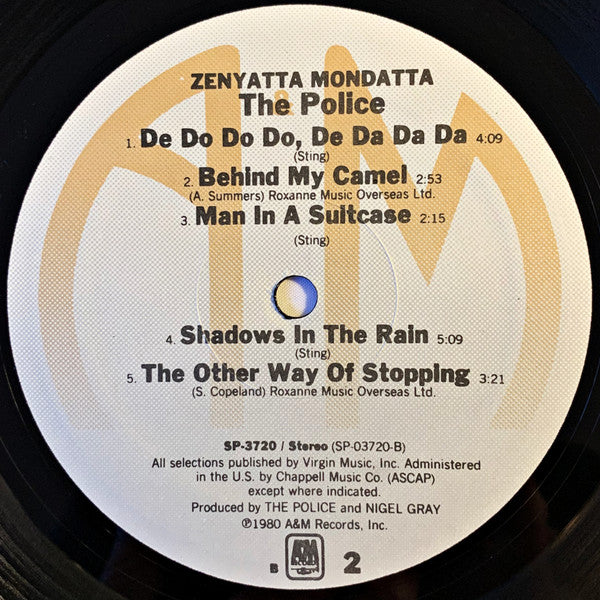 ZENYATTA MONDATTA
The Police
1. De Do Do Do, De Da Da Da 4:09
(Sting)
2. Behind My Camel 2:53
(A. Summers) Roxanne Music Overseas Ltd.
3. Man In A Suitcase 2:15
(Sting)
4. Shadows In The Rain 5:09
(Sting)
5. The Other Way Of Stopping 3:21
(S. Copeland) Roxanne Music Overseas Ltd.
SP-3720 / Stereo (SP-03720-B)
All selections published by Virgin Music, Inc. Administered
in the U.S. by Chappell Music Co. (ASCAP)
except where indicated.
Produced by THE POLICE and NIGEL GRAY
℗1980 A&M Records, Inc.
B A&M RECORDS 2
A&M